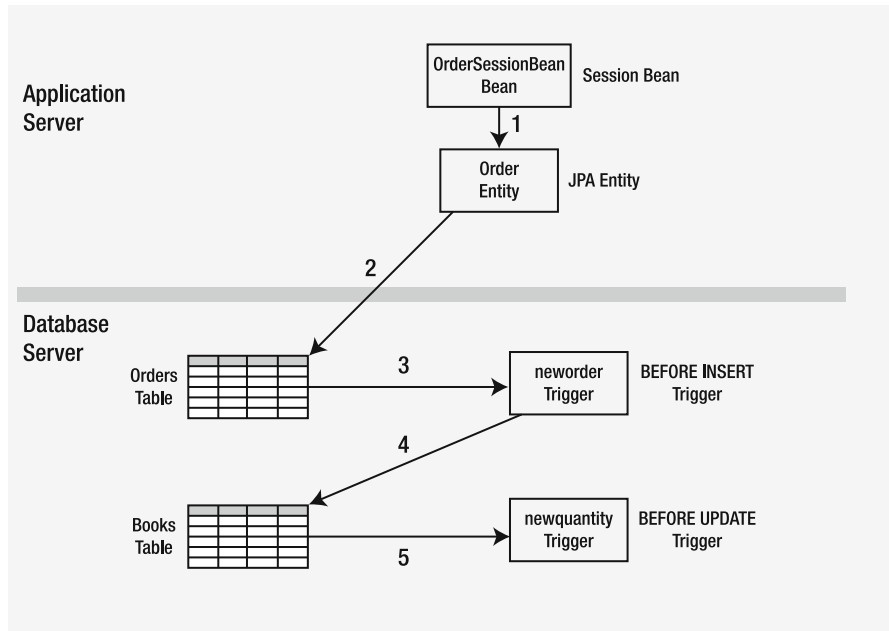 Application
Server
OrderSessionBean
Bean
Session Bean
1
Order
Entity
JPA Entity
2
Database
Server
Orders
Table
3
neworder
Trigger
BEFORE INSERT
Trigger
4
Books
Table
5
newquantity
Trigger
BEFORE UPDATE
Trigger